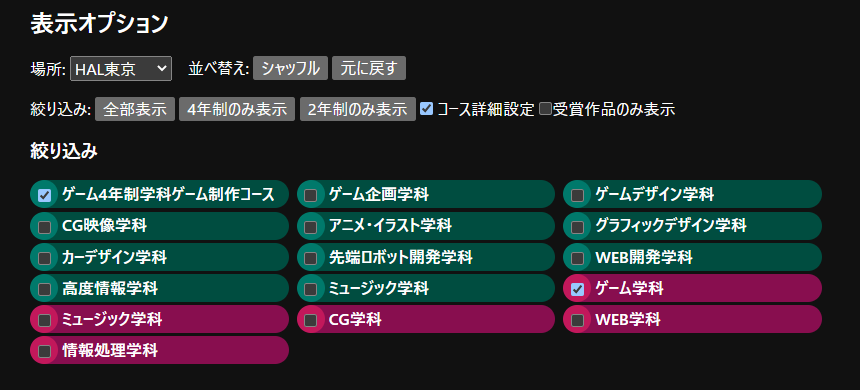 表示オプション
場所: HAL東京 並べ替え: シャッフル 元に戻す
絞り込み: 全部表示 4年制のみ表示 2年制のみ表示 コース詳細設定 受賞作品のみ表示
絞り込み
ゲーム4年制学科ゲーム制作コース ゲーム企画学科 ゲームデザイン学科
CG映像学科 アニメ・イラスト学科 グラフィックデザイン学科
カーデザイン学科 先端ロボット開発学科 WEB開発学科
高度情報学科 ミュージック学科 ゲーム学科
ミュージック学科 CG学科 WEB学科
情報処理学科